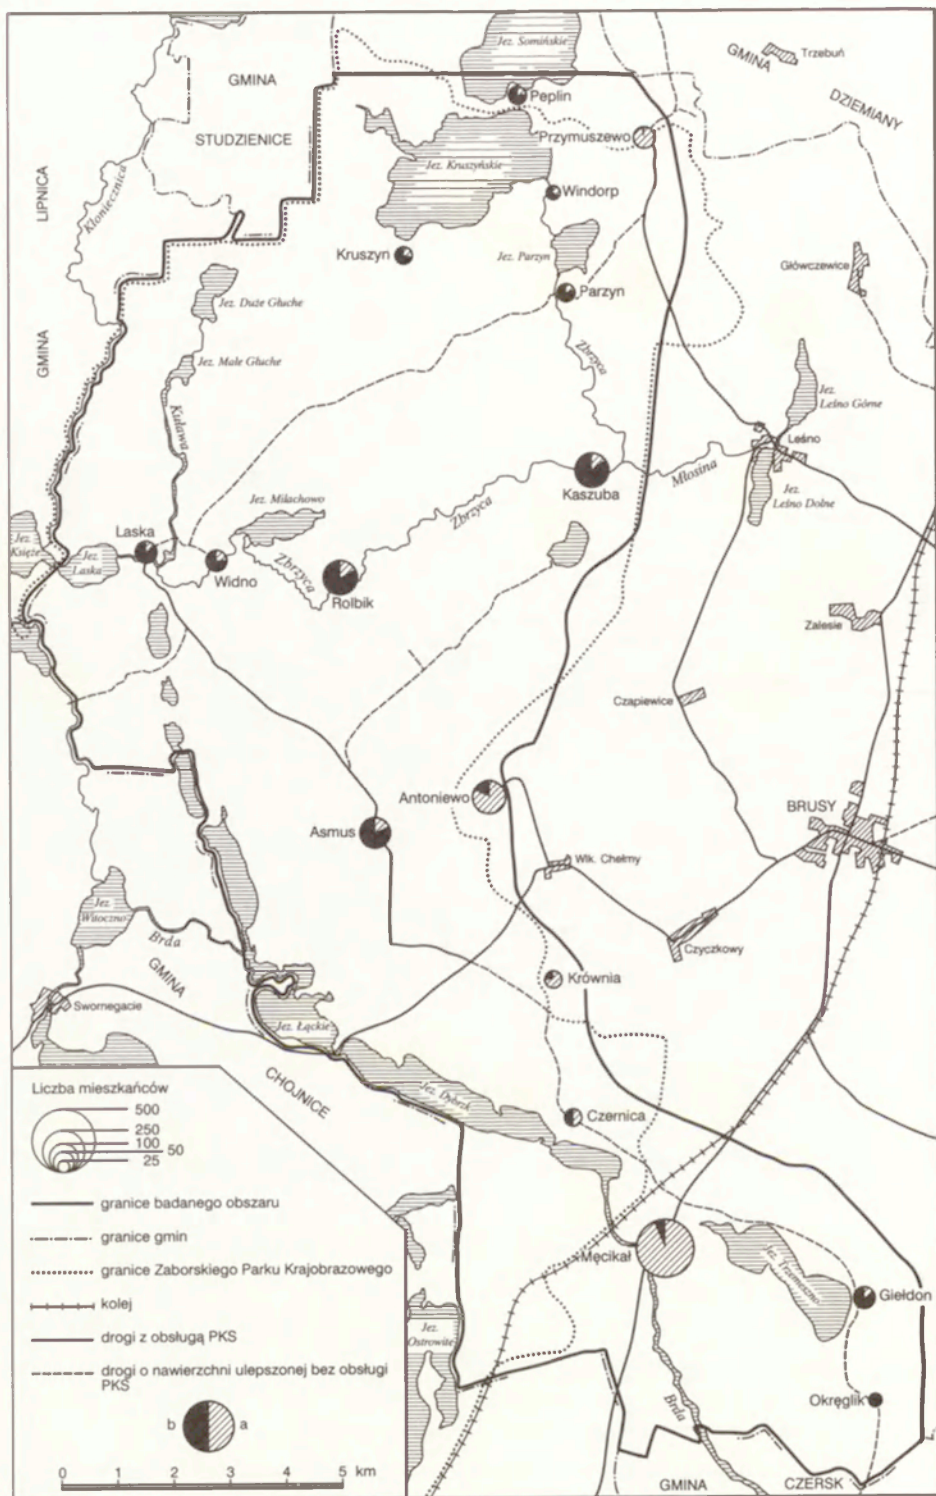 Jez. Somińskie
Trzebuń
GMINA
GMINA
STUDZIENICE
Peplin
DZIEMIANY
Przymuszewo
Jez. Kruszyńskie
LIPNICA
Kłoniecznica
Windorp
Kruszyn
Jez. Parzyn
Główczewice
Jez. Duże Głuche
Parzyn
GMINA
Jez. Małe Głuche
Zbrzyca
Jez.
Leśno Górne
Kulawa
Leśno
Kaszuba
Młosina
Jez. Milachowo
Zbrzyca
Jez.
Leśno Dolne
Jez.
Księże
Laska
Jez.
Laska
Widno
Zbrzyca
Rolbik
Zalesie
Czapiewice
Antoniewo
BRUSY
Asmus
Wlk. Chełmy
Jez.
Witoczno
Brda
Czyczkowy
GMINA
Krównia
Swornegacie
Jez. Łąckie
CHOJNICE
Jez. Dybrzk
Czernica
Męcikał
Jez. Trzemeszno
Giełdon
Jez.
Ostrowite
Okręglik
Brda
GMINA
CZERSK
Liczba mieszkańców
500
250
100
50
25
granice badanego obszaru
granice gmin
granice Zaborskiego Parku Krajobrazowego
kolej
drogi z obsługą PKS
drogi o nawierzchni ulepszonej bez obsługi
PKS
b a
0 1 2 3 4 5 km